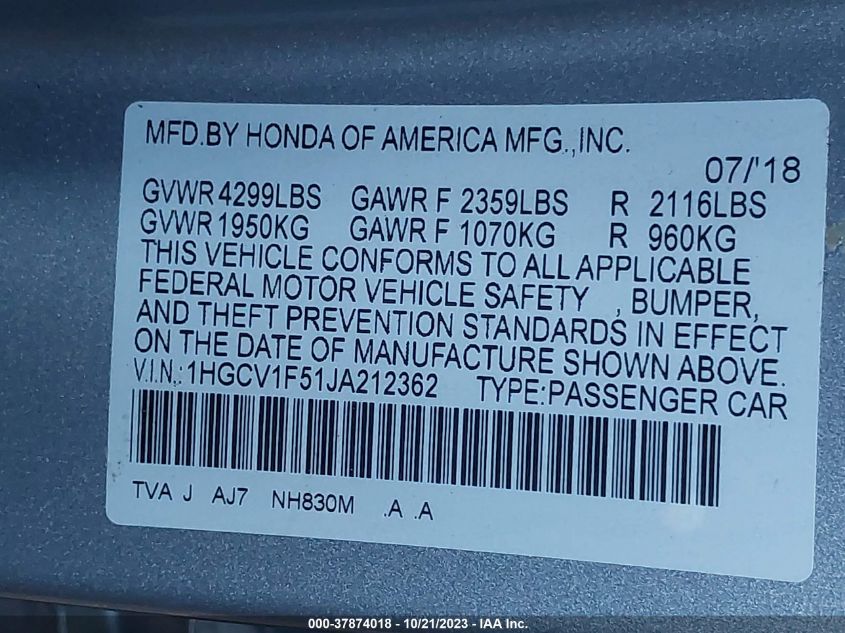 MFD.BY HONDA OF AMERICA MFG.,INC.
07/'18
GVWR 4299LBS GAWR F 2359LBS R 2116LBS
GVWR 1950KG GAWR F 1070KG R 960KG
THIS VEHICLE CONFORMS TO ALL APPLICABLE
FEDERAL MOTOR VEHICLE SAFETY , BUMPER,
AND THEFT PREVENTION STANDARDS IN EFFECT
ON THE DATE OF MANUFACTURE SHOWN ABOVE.
V.I.N.: 1HGCV1F51JA212362 TYPE:PASSENGER CAR
TVA J AJ7 NH830M .A .A
000-37874018 - 10/21/2023 - IAA Inc.